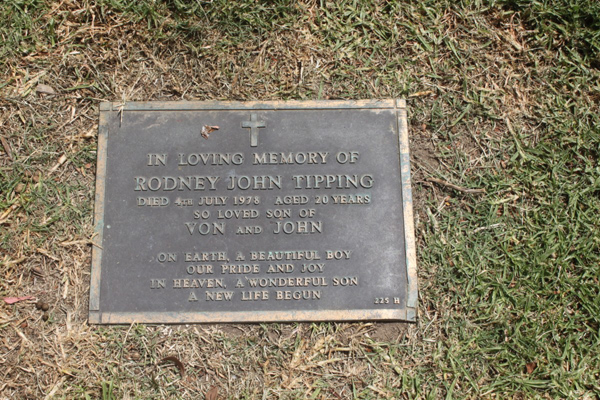 IN LOVING MEMORY OF
RODNEY JOHN TIPPING
DIED 4TH JULY 1978 AGED 20 YEARS
SO LOVED SON OF
VON AND JOHN
ON EARTH, A BEAUTIFUL BOY
OUR PRIDE AND JOY
IN HEAVEN, A WONDERFUL SON
A NEW LIFE BEGUN
225 H